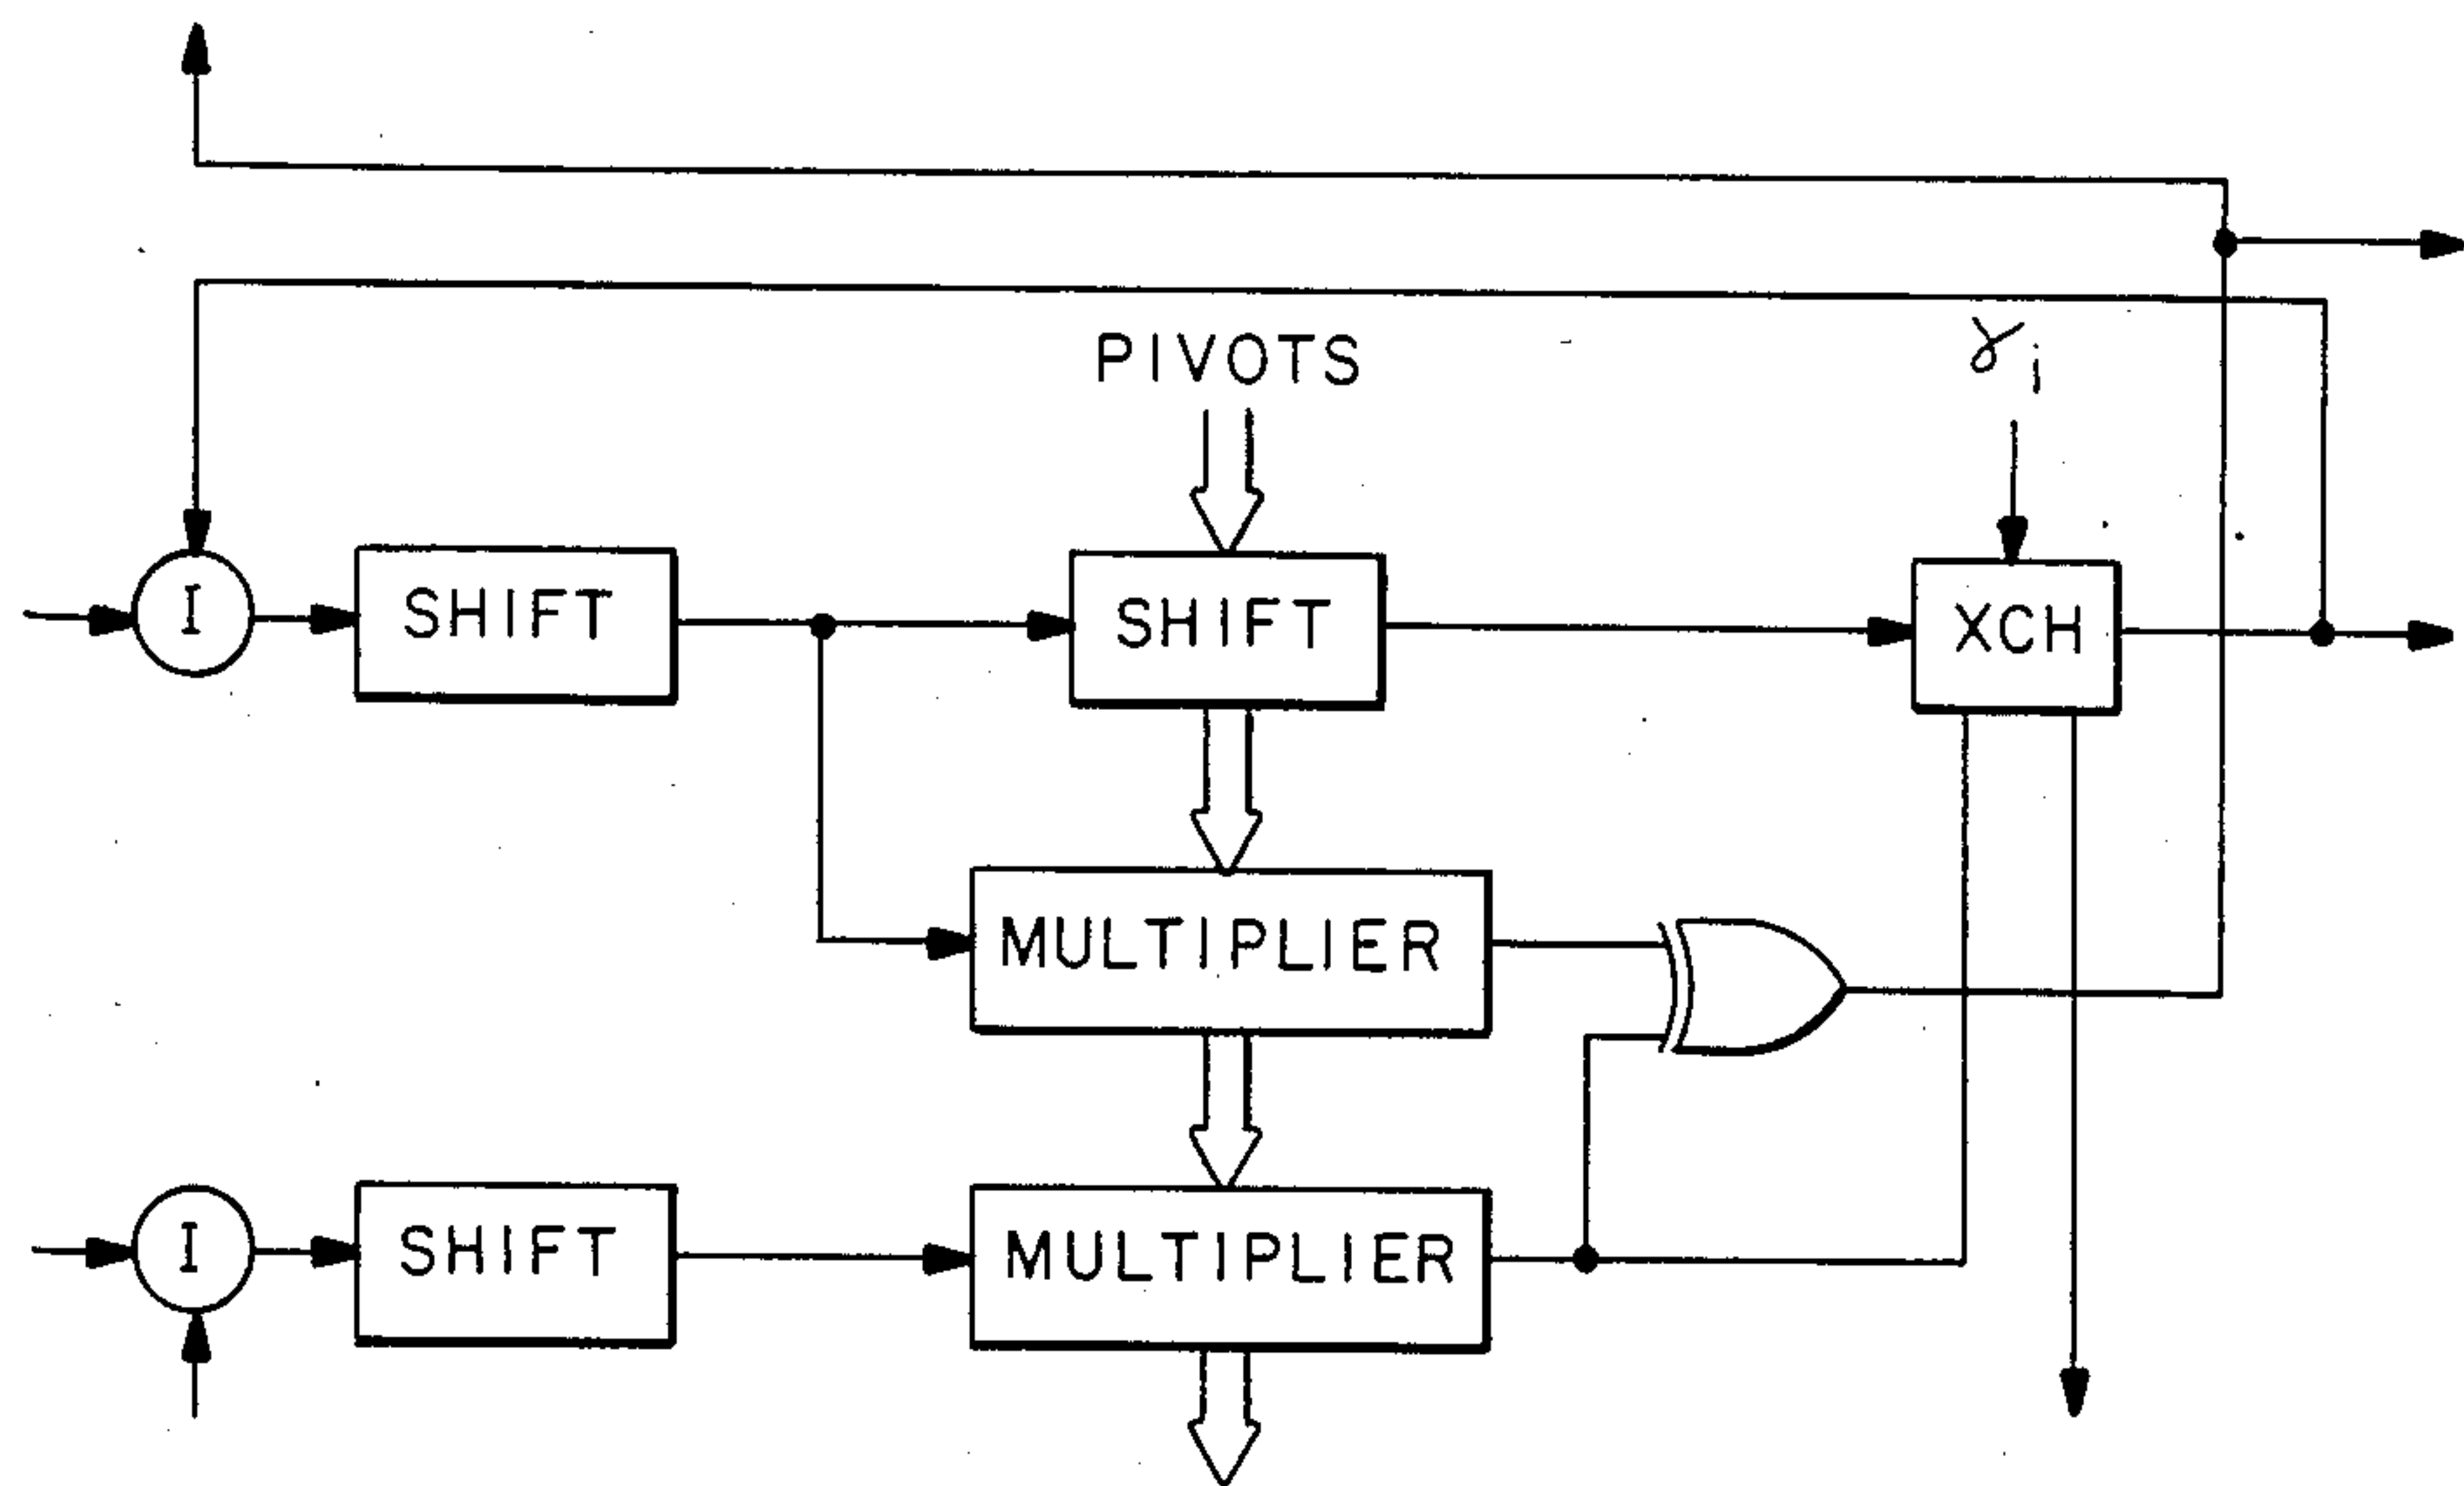 PIVOTS
γi
I
SHIFT
SHIFT
XCH
MULTIPLIER
I
SHIFT
MULTIPLIER